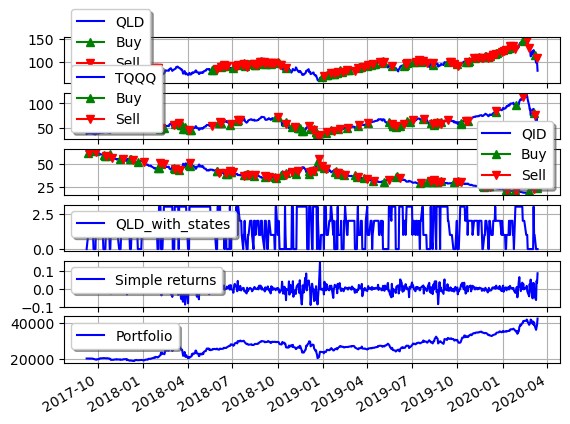 QLD
Buy
Sell
150
100
TQQQ
Buy
Sell
100
50
QID
Buy
Sell
50
25
QLD_with_states
2.5
0.0
Simple returns
0.1
0.0
−0.1
Portfolio
40000
20000
2017-10
2018-01
2018-04
2018-07
2018-10
2019-01
2019-04
2019-07
2019-10
2020-01
2020-04